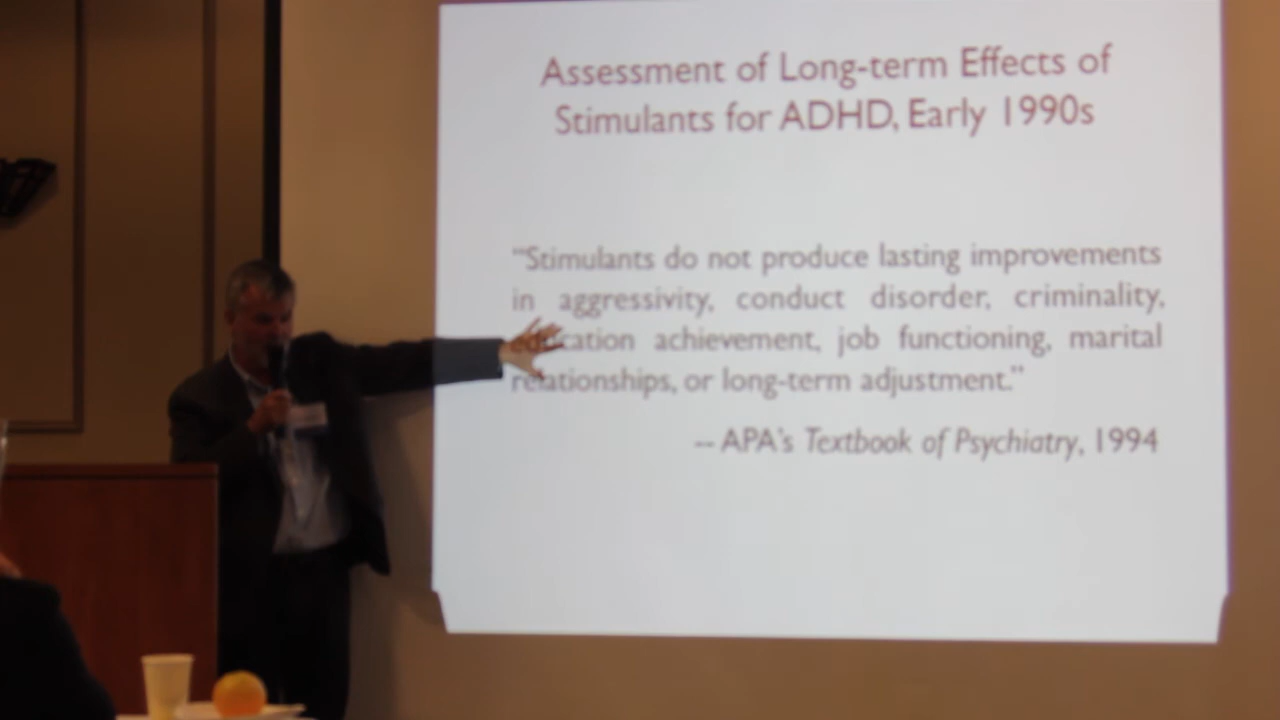 Assessment of Long-term Effects of
Stimulants for ADHD, Early 1990s
"Stimulants do not produce lasting improvements
in aggressivity, conduct disorder, criminality,
education achievement, job functioning, marital
relationships, or long-term adjustment."
-- APA's Textbook of Psychiatry, 1994